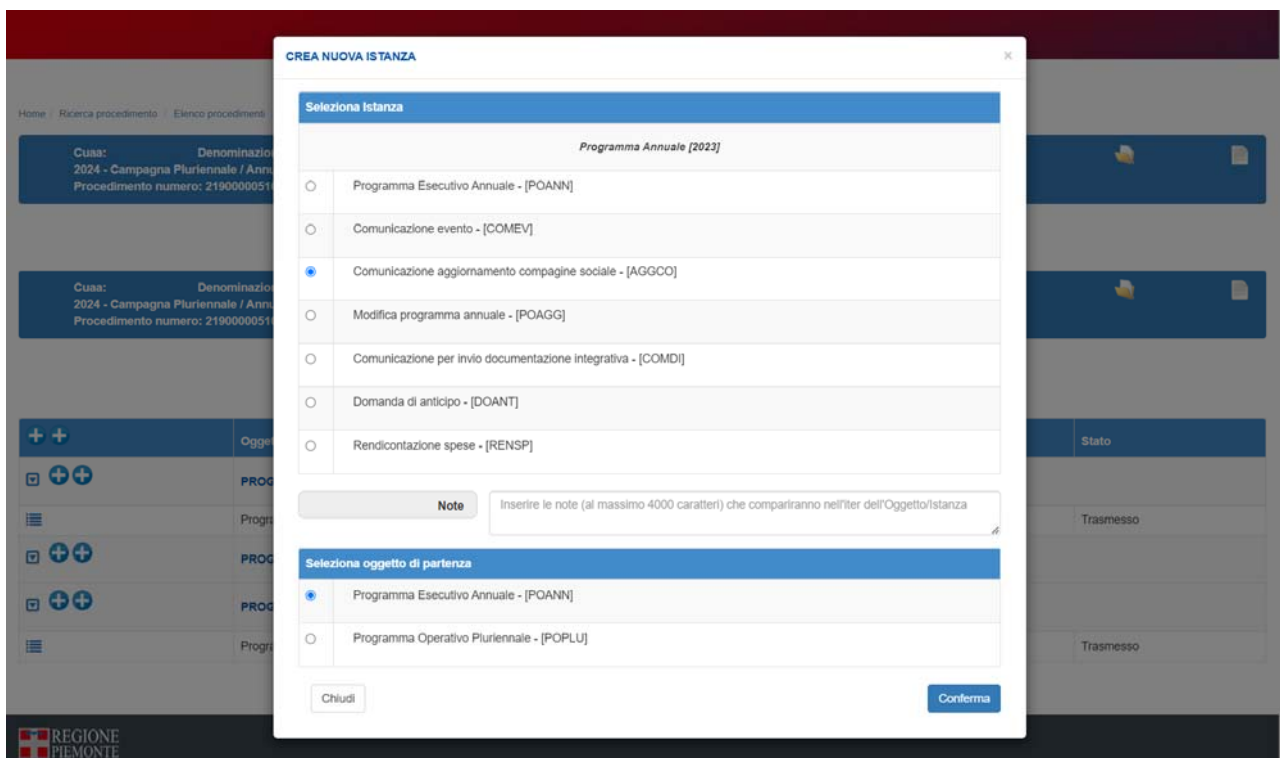 CREA NUOVA ISTANZA
×
Seleziona Istanza
Programma Annuale [2023]
Programma Esecutivo Annuale - [POANN]
Comunicazione evento - [COMEV]
Comunicazione aggiornamento compagine sociale - [AGGCO]
Modifica programma annuale - [POAGG]
Comunicazione per invio documentazione integrativa - [COMDI]
Domanda di anticipo - [DOANT]
Rendicontazione spese - [RENSP]
Note
Inserire le note (al massimo 4000 caratteri) che compariranno nell'iter dell'Oggetto/Istanza
Seleziona oggetto di partenza
Programma Esecutivo Annuale - [POANN]
Programma Operativo Pluriennale - [POPLU]
Chiudi
Conferma
Home / Ricerca procedimento / Elenco procedimenti
Cuaa: Denominazio
2024 - Campagna Pluriennale / Annu
Procedimento numero: 2190000051
Cuaa: Denominazio
2024 - Campagna Pluriennale / Annu
Procedimento numero: 2190000051
Ogget
Stato
PROG
Progra
Trasmesso
PROG
PROG
Progra
Trasmesso
REGIONE
PIEMONTE